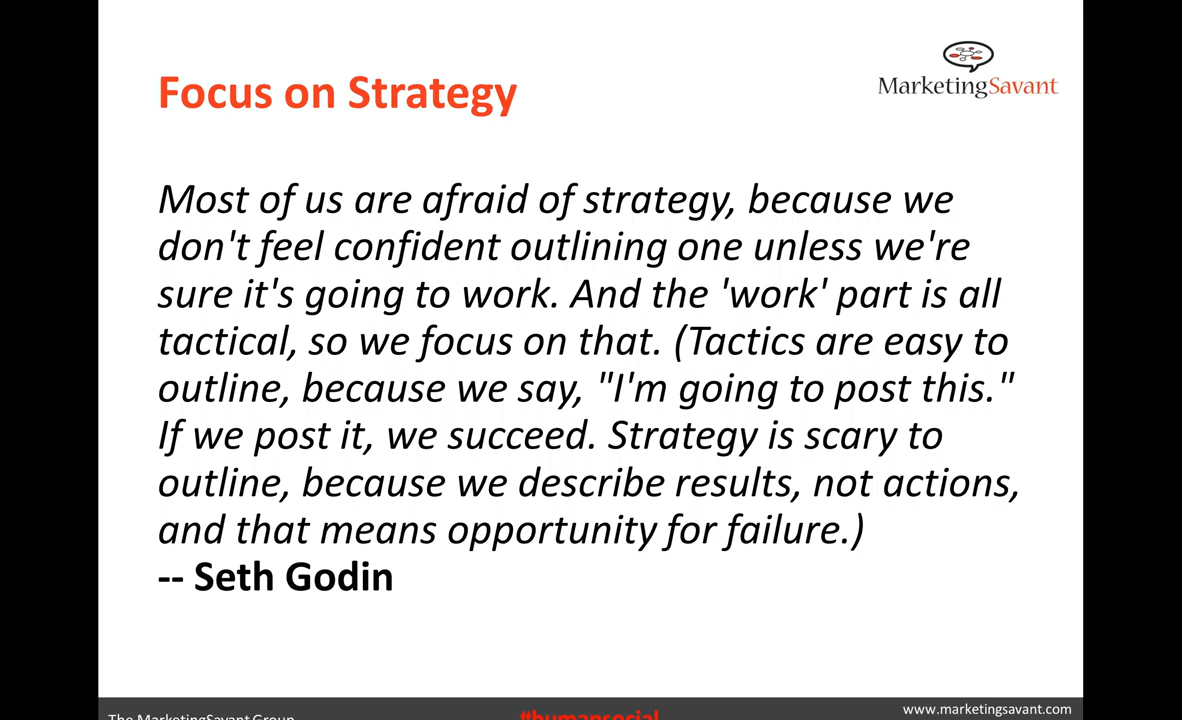 MarketingSavant
Focus on Strategy
Most of us are afraid of strategy, because we
don't feel confident outlining one unless we're
sure it's going to work. And the 'work' part is all
tactical, so we focus on that. (Tactics are easy to
outline, because we say, "I'm going to post this."
If we post it, we succeed. Strategy is scary to
outline, because we describe results, not actions,
and that means opportunity for failure.)
-- Seth Godin
The MarketingSavant Group
#humansocial
www.marketingsavant.com